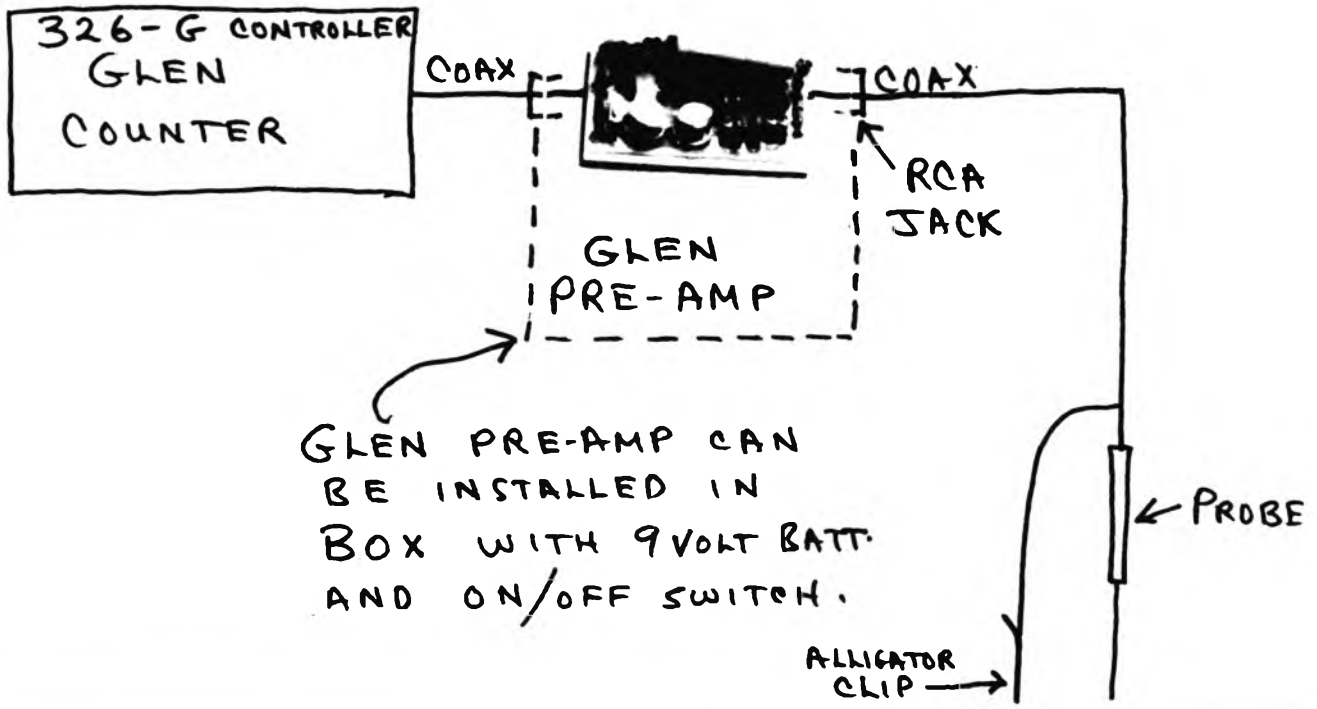 326-G CONTROLLER
GLEN
COUNTER
COAX
COAX
RCA
JACK
GLEN
PRE-AMP
GLEN PRE-AMP CAN
BE INSTALLED IN
BOX WITH 9 VOLT BATT.
AND ON/OFF SWITCH.
PROBE
ALLIGATOR
CLIP